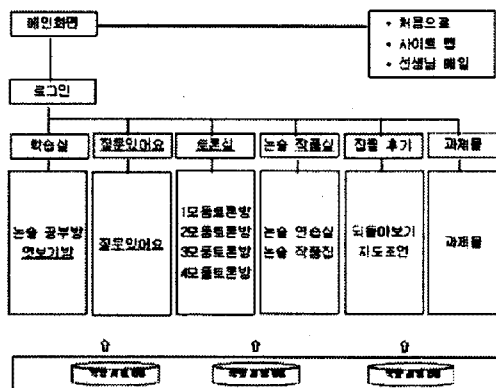 메인화면
• 처음으로
• 사이트 맵
• 선생님 메일
로그인
학습실
질문있어요
토론실
논술 작품실
집필 후기
과제물
논술 공부방
엿보기방
질문있어요
1모둠토론방
2모둠토론방
3모둠토론방
4모둠토론방
논술 연습실
논술 작품집
되돌아보기
지도조언
과제물